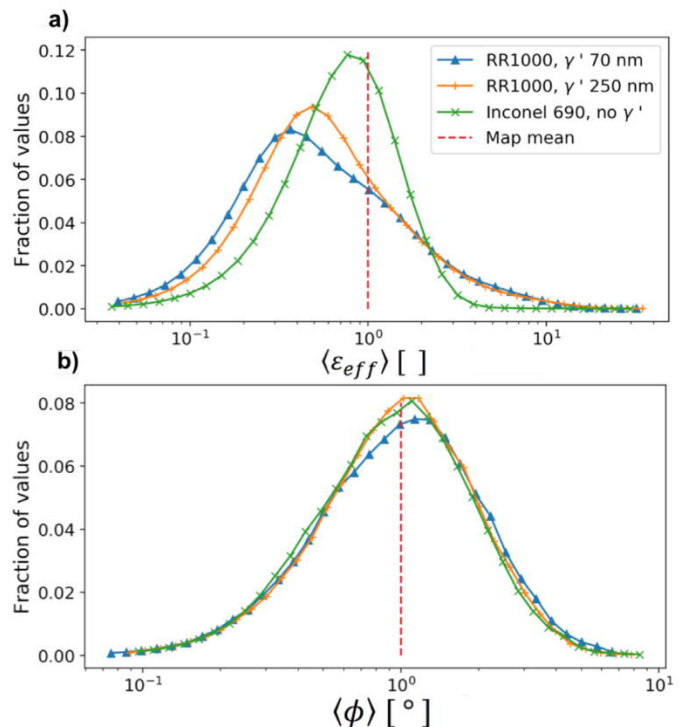 a)
0.12
0.10
0.08
0.06
0.04
0.02
0.00
Fraction of values
RR1000, γ ' 70 nm
RR1000, γ ' 250 nm
Inconel 690, no γ '
Map mean
10⁻¹
10⁰
10¹
⟨ε_eff⟩ [ ]
b)
0.08
0.06
0.04
0.02
0.00
Fraction of values
10⁻¹
10⁰
10¹
⟨ϕ⟩ [°]